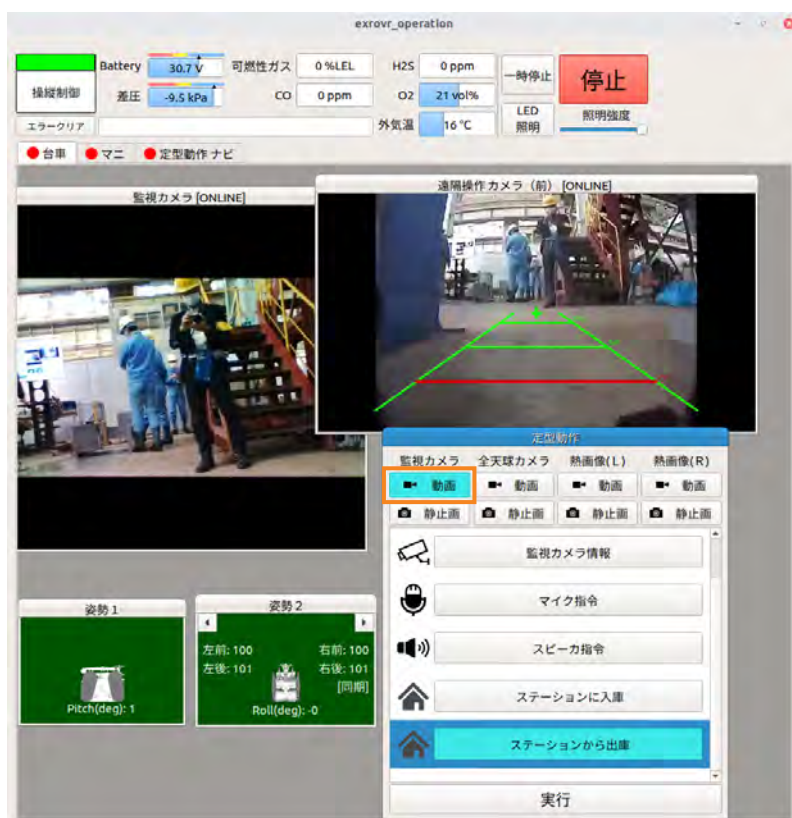 exrovr_operation
Battery 30.7 V 可燃性ガス 0 %LEL H2S 0 ppm 一時停止 停止
操縦制御 差圧 -9.5 kPa CO 0 ppm O2 21 vol%
エラークリア 外気温 16 °C LED 照明 照明強度
台車 マニ 定型動作 ナビ
監視カメラ [ONLINE]
遠隔操作カメラ（前） [ONLINE]
定型動作
監視カメラ 全天球カメラ 熱画像(L) 熱画像(R)
動画 動画 動画 動画
静止画 静止画 静止画 静止画
監視カメラ情報
マイク指令
スピーカ指令
ステーションに入庫
ステーションから出庫
実行
姿勢 1
Pitch(deg): 1
姿勢 2
左前: 100 右前: 100
左後: 101 右後: 101
[同期]
Roll(deg): -0